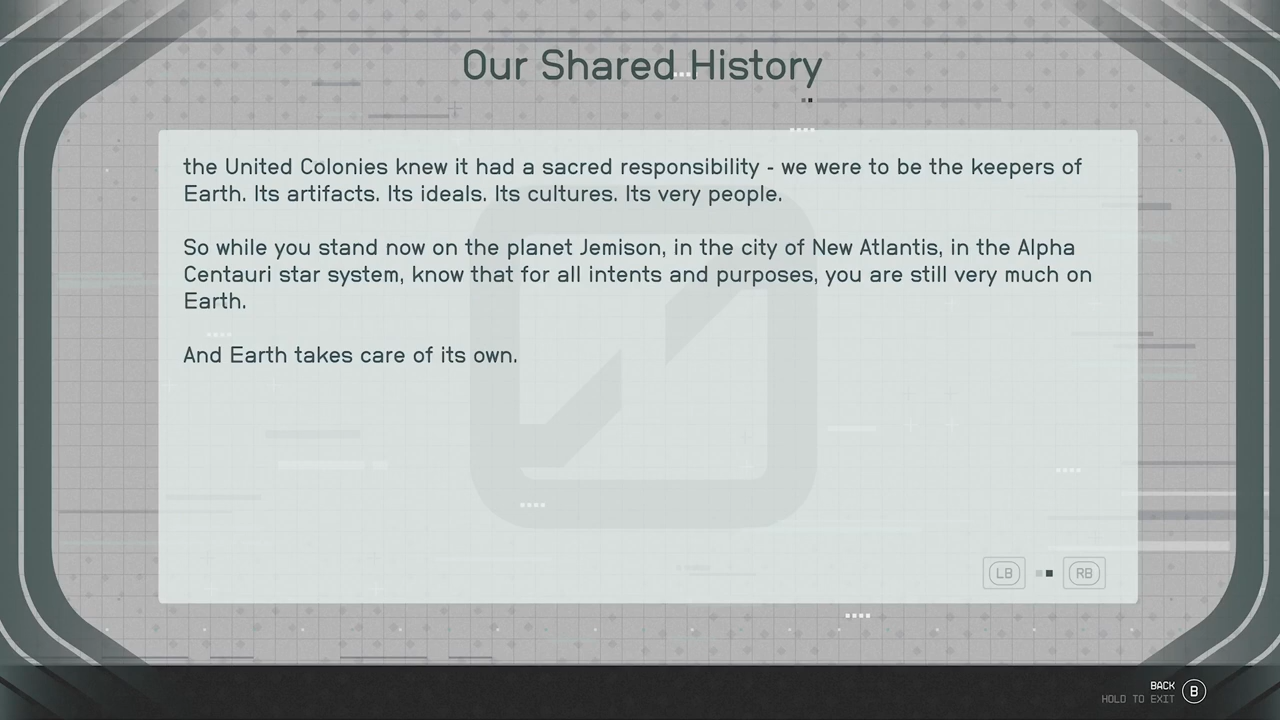 Our Shared History
the United Colonies knew it had a sacred responsibility - we were to be the keepers of
Earth. Its artifacts. Its ideals. Its cultures. Its very people.
So while you stand now on the planet Jemison, in the city of New Atlantis, in the Alpha
Centauri star system, know that for all intents and purposes, you are still very much on
Earth.
And Earth takes care of its own.
LB RB
BACK
HOLD TO EXIT B